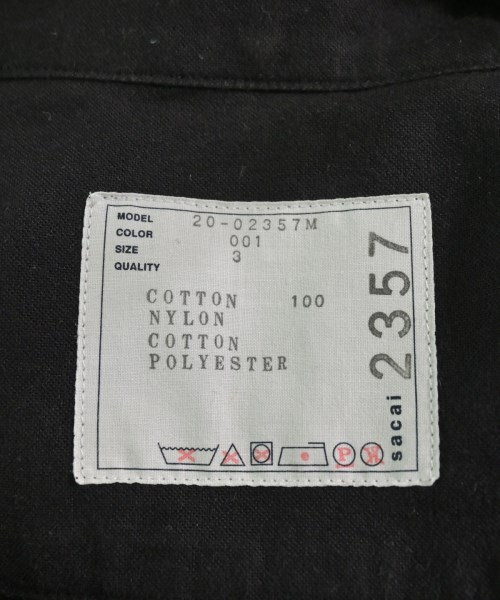 MODEL 20-02357M
COLOR 001
SIZE 3
QUALITY
COTTON 100
NYLON
COTTON
POLYESTER
P W
sacai 2357